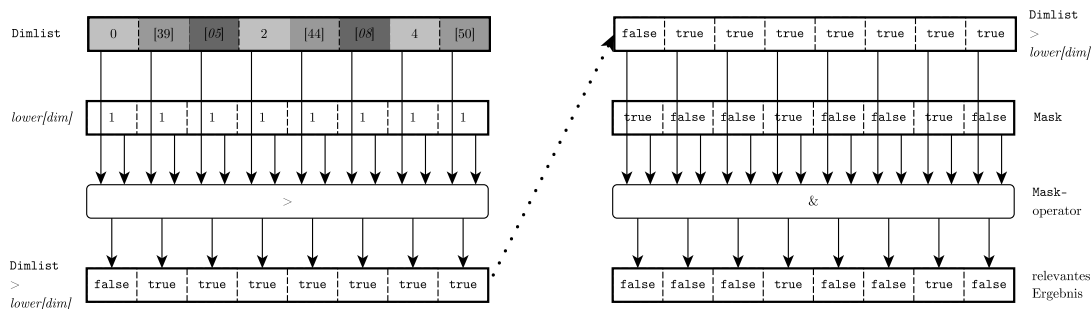 Dimlist 0 [39] [05] 2 [44] [08] 4 [50]
lower[dim] 1 1 1 1 1 1 1 1
>
Dimlist
>
lower[dim]
false true true true true true true true
false true true true true true true true
Dimlist
>
lower[dim]
true false false true false false true false Mask
& Mask-
operator
false false false true false false true false relevantes
Ergebnis